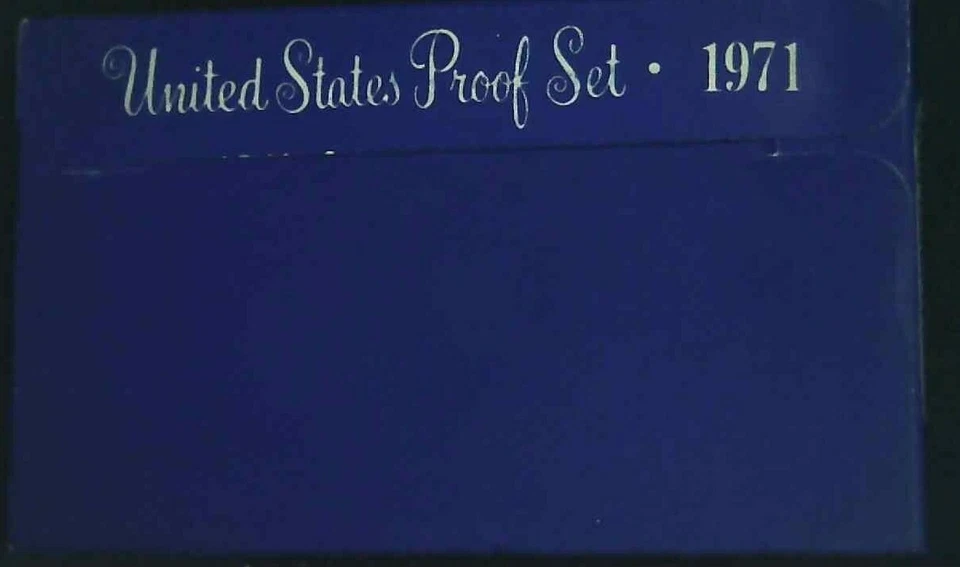 United States Proof Set • 1971